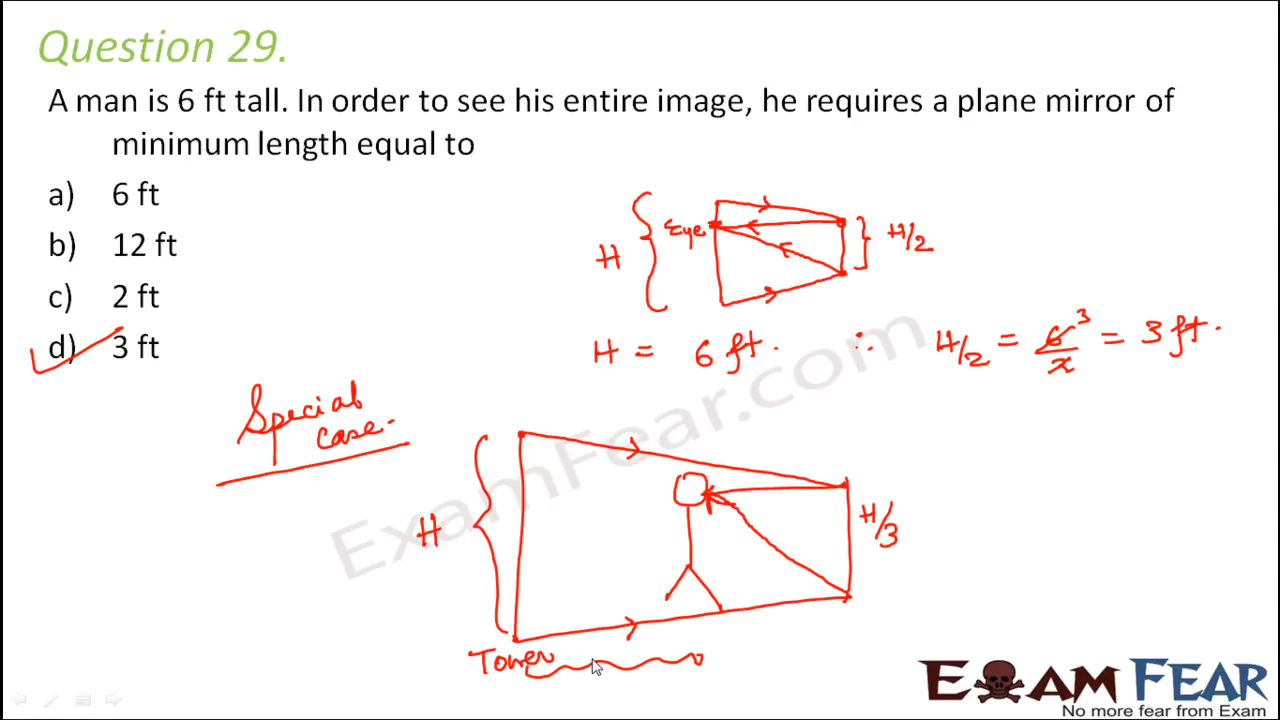 Question 29.
A man is 6 ft tall. In order to see his entire image, he requires a plane mirror of
minimum length equal to
a) 6 ft
b) 12 ft
c) 2 ft
d) 3 ft
Eye
H
H/2
H = 6 ft. ∴ H/2 = 6/2 3 = 3 ft.
Special
case.
H
H/3
Tower
ExamFear.com
EXAM FEAR
No more fear from Exam